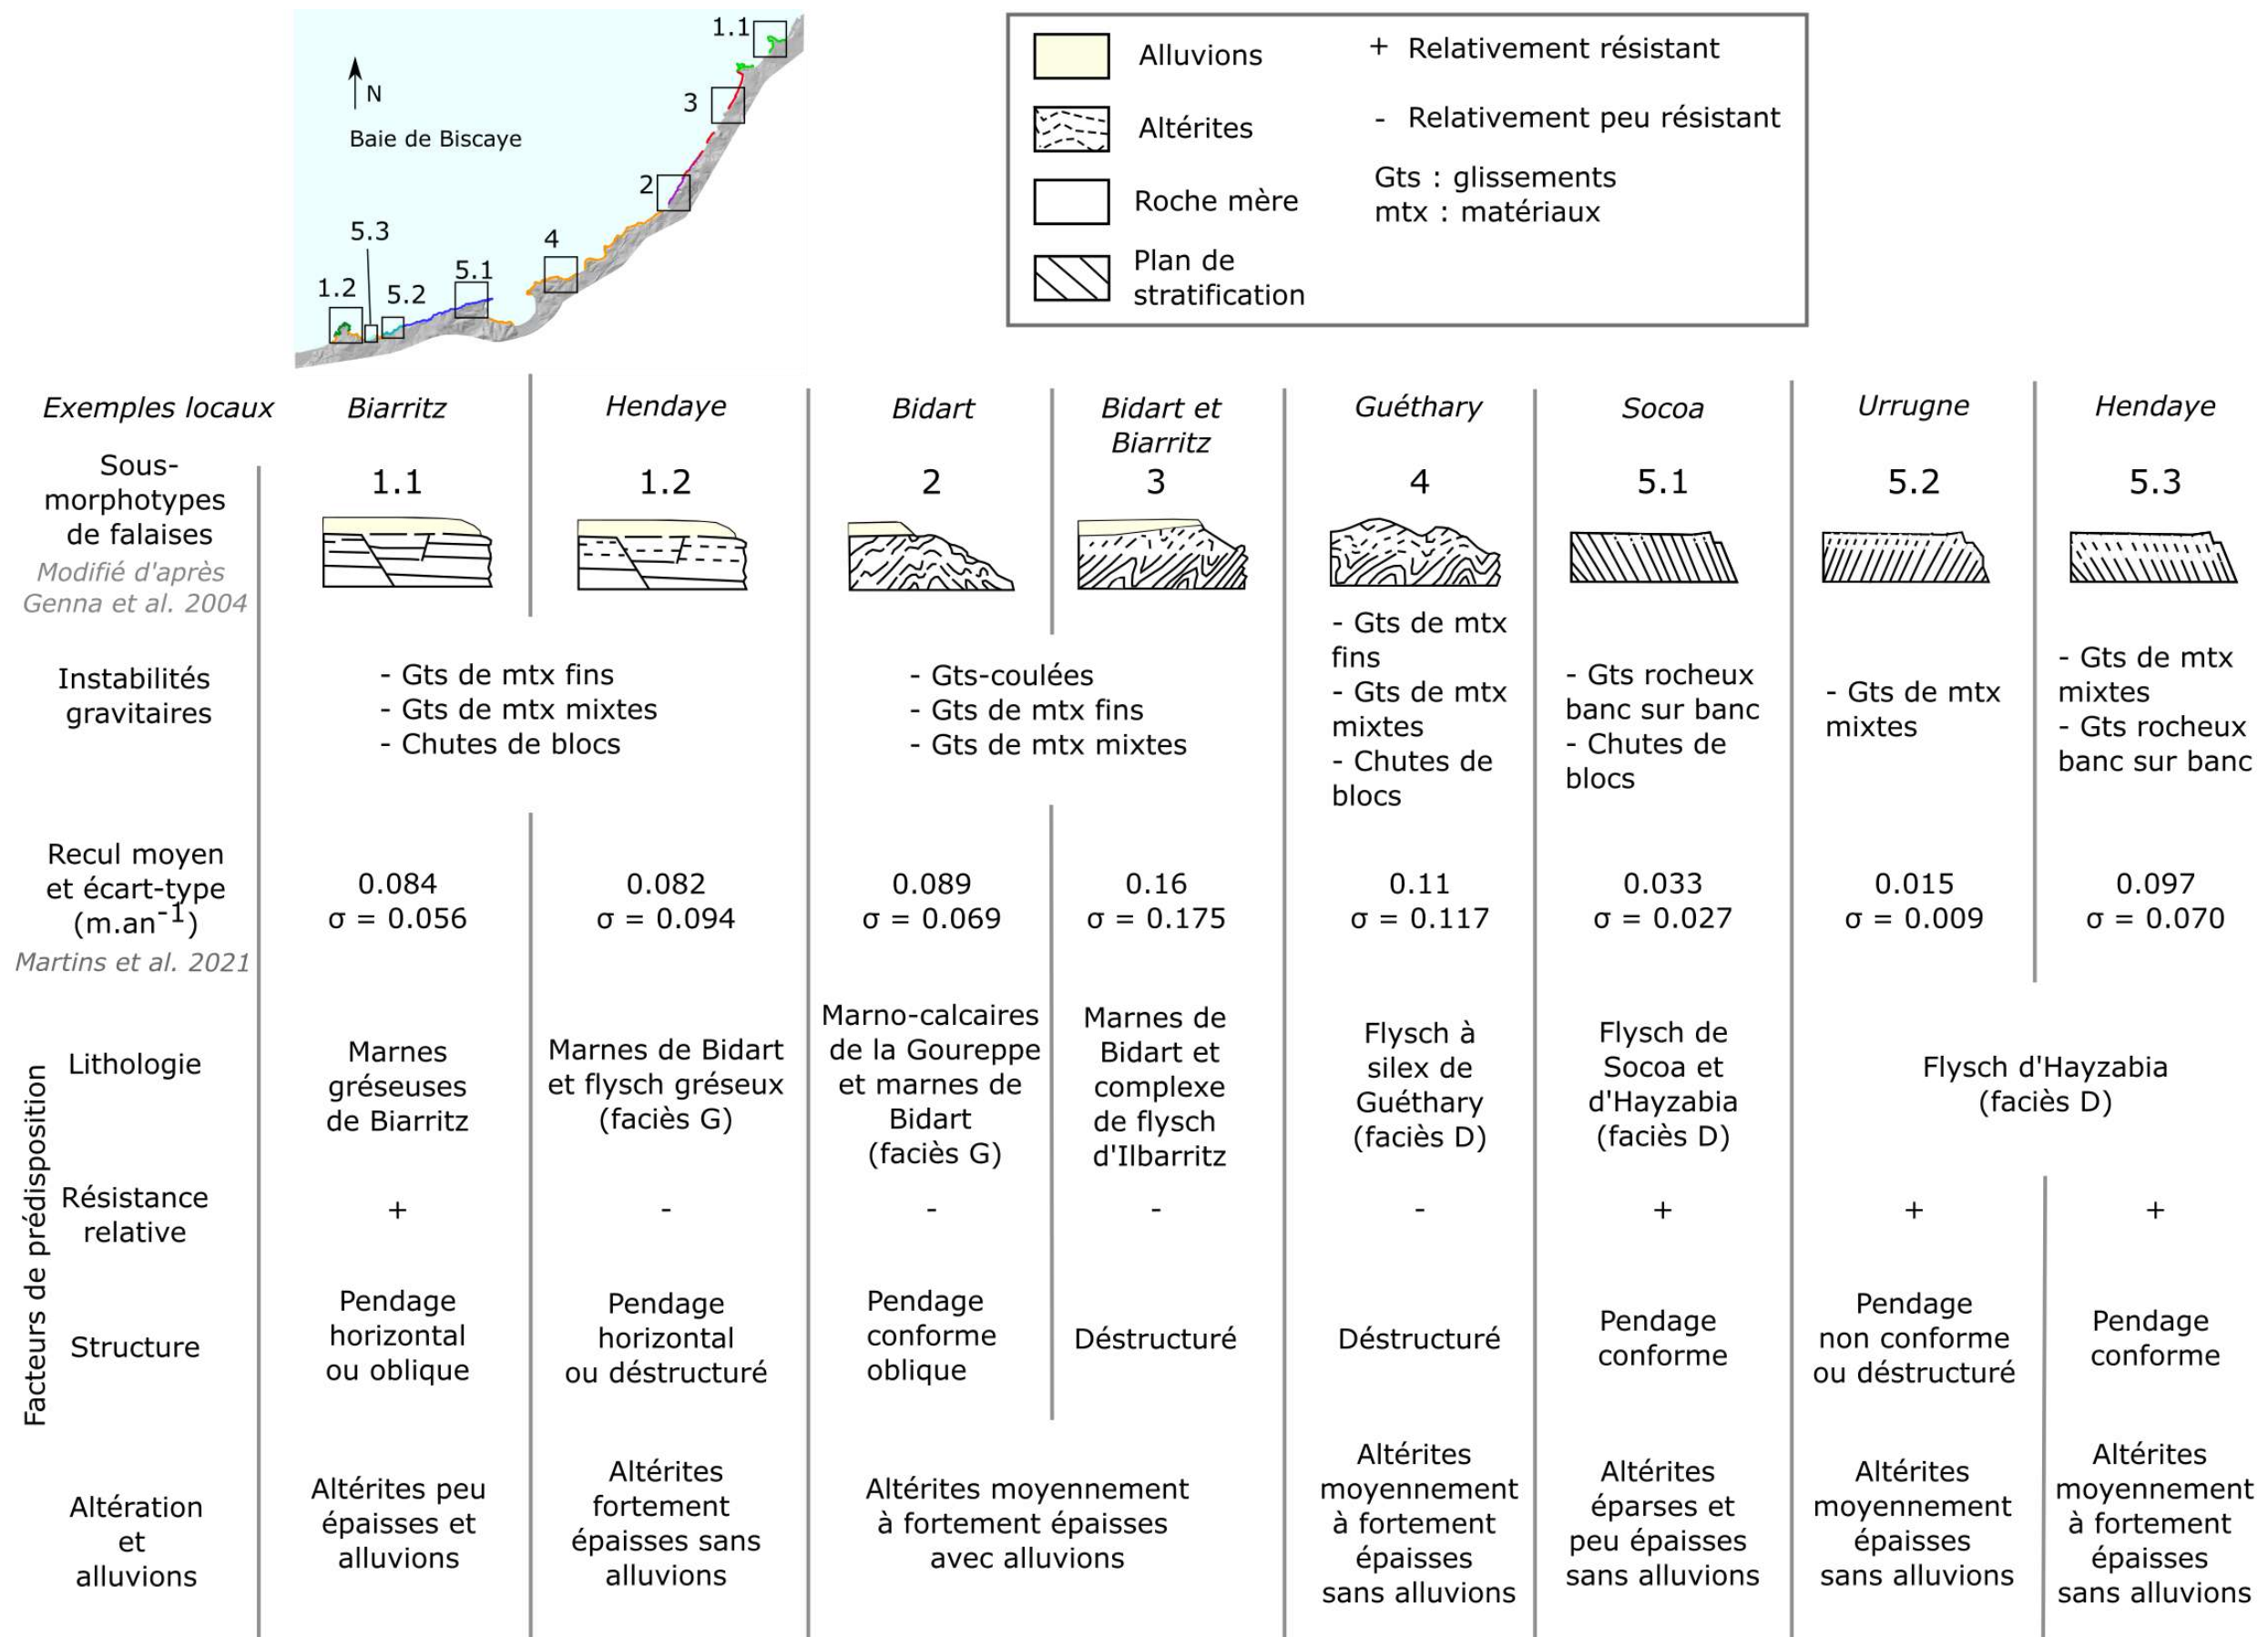 1.1
3
N
Baie de Biscaye
2
5.3
4
5.1
1.2
5.2
Alluvions
Altérites
Roche mère
Plan de
stratification
+ Relativement résistant
- Relativement peu résistant
Gts : glissements
mtx : matériaux
Exemples locaux
Biarritz
Hendaye
Bidart
Bidart et
Biarritz
Guéthary
Socoa
Urrugne
Hendaye
Sous-
morphotypes
de falaises
Modifié d'après
Genna et al. 2004
1.1
1.2
2
3
4
5.1
5.2
5.3
Instabilités
gravitaires
- Gts de mtx fins
- Gts de mtx mixtes
- Chutes de blocs
- Gts-coulées
- Gts de mtx fins
- Gts de mtx mixtes
- Gts de mtx
fins
- Gts de mtx
mixtes
- Chutes de
blocs
- Gts rocheux
banc sur banc
- Chutes de
blocs
- Gts de mtx
mixtes
- Gts de mtx
mixtes
- Gts rocheux
banc sur banc
Recul moyen
et écart-type
(m.an-1)
Martins et al. 2021
0.084
σ = 0.056
0.082
σ = 0.094
0.089
σ = 0.069
0.16
σ = 0.175
0.11
σ = 0.117
0.033
σ = 0.027
0.015
σ = 0.009
0.097
σ = 0.070
Facteurs de prédisposition
Lithologie
Marnes
gréseuses
de Biarritz
Marnes de Bidart
et flysch gréseux
(faciès G)
Marno-calcaires
de la Goureppe
et marnes de
Bidart
(faciès G)
Marnes de
Bidart et
complexe
de flysch
d'Ilbarritz
Flysch à
silex de
Guéthary
(faciès D)
Flysch de
Socoa et
d'Hayzabia
(faciès D)
Flysch d'Hayzabia
(faciès D)
Résistance
relative
+
-
-
-
-
+
+
+
Structure
Pendage
horizontal
ou oblique
Pendage
horizontal
ou déstructuré
Pendage
conforme
oblique
Déstructuré
Déstructuré
Pendage
conforme
Pendage
non conforme
ou déstructuré
Pendage
conforme
Altération
et
alluvions
Altérites peu
épaisses et
alluvions
Altérites
fortement
épaisses sans
alluvions
Altérites moyennement
à fortement épaisses
avec alluvions
Altérites
moyennement
à fortement
épaisses
sans alluvions
Altérites
éparses et
peu épaisses
sans alluvions
Altérites
moyennement
épaisses
sans alluvions
Altérites
moyennement
à fortement
épaisses
sans alluvions